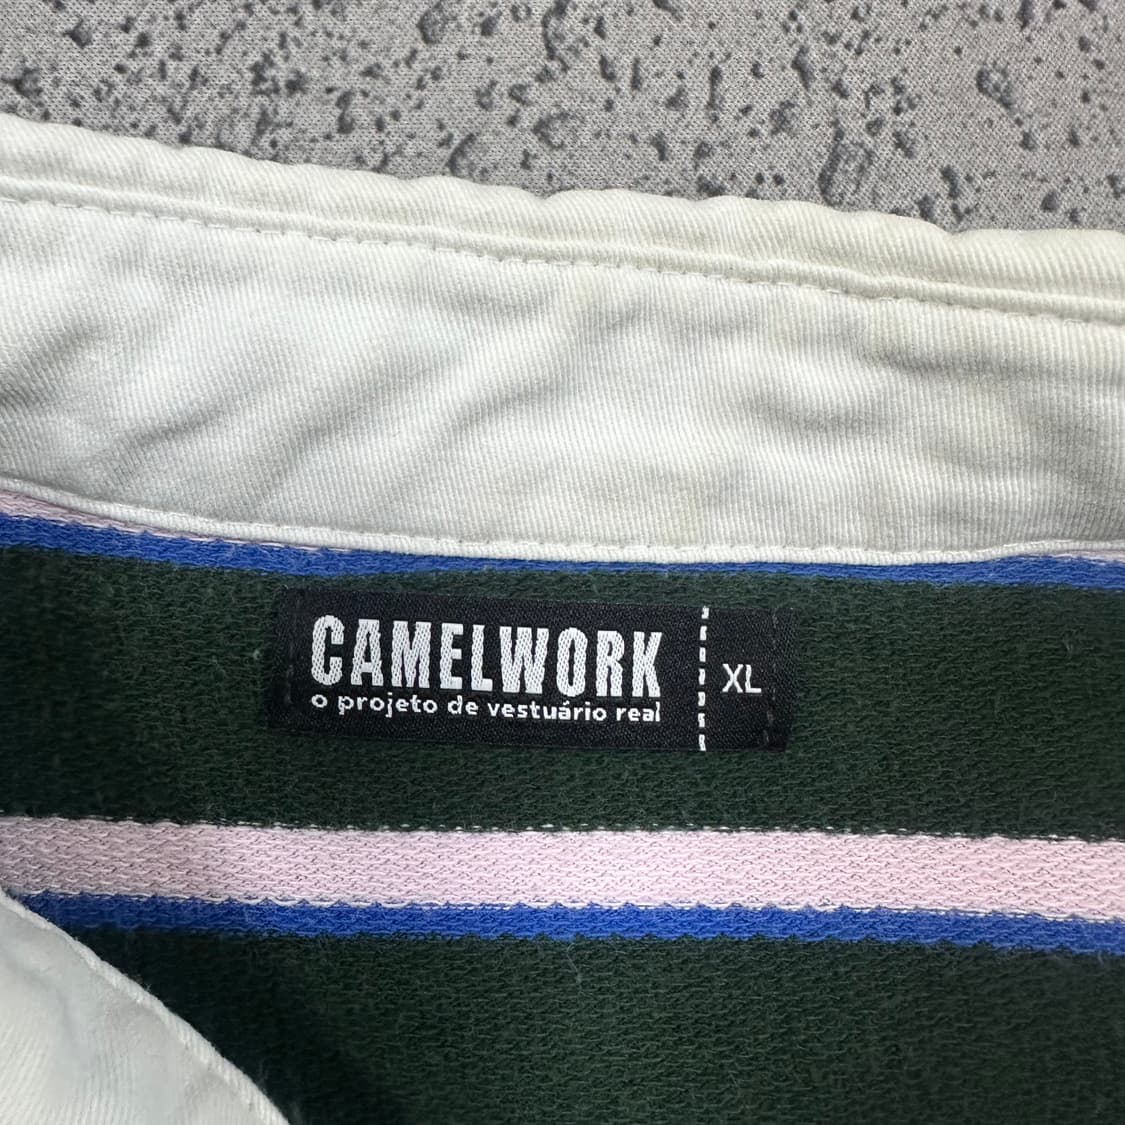 CAMELWORK
o projeto de vestuário real
XL